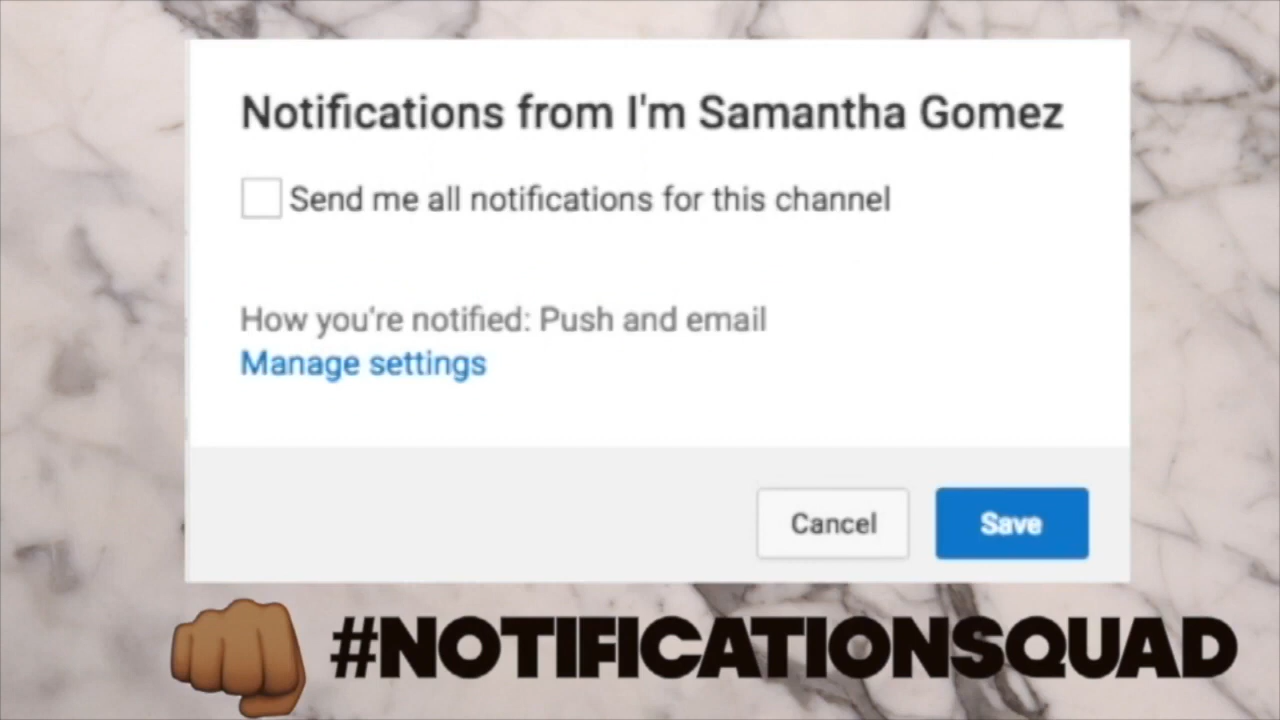 Notifications from I'm Samantha Gomez
Send me all notifications for this channel
How you're notified: Push and email
Manage settings
Cancel Save
#NOTIFICATIONSQUAD